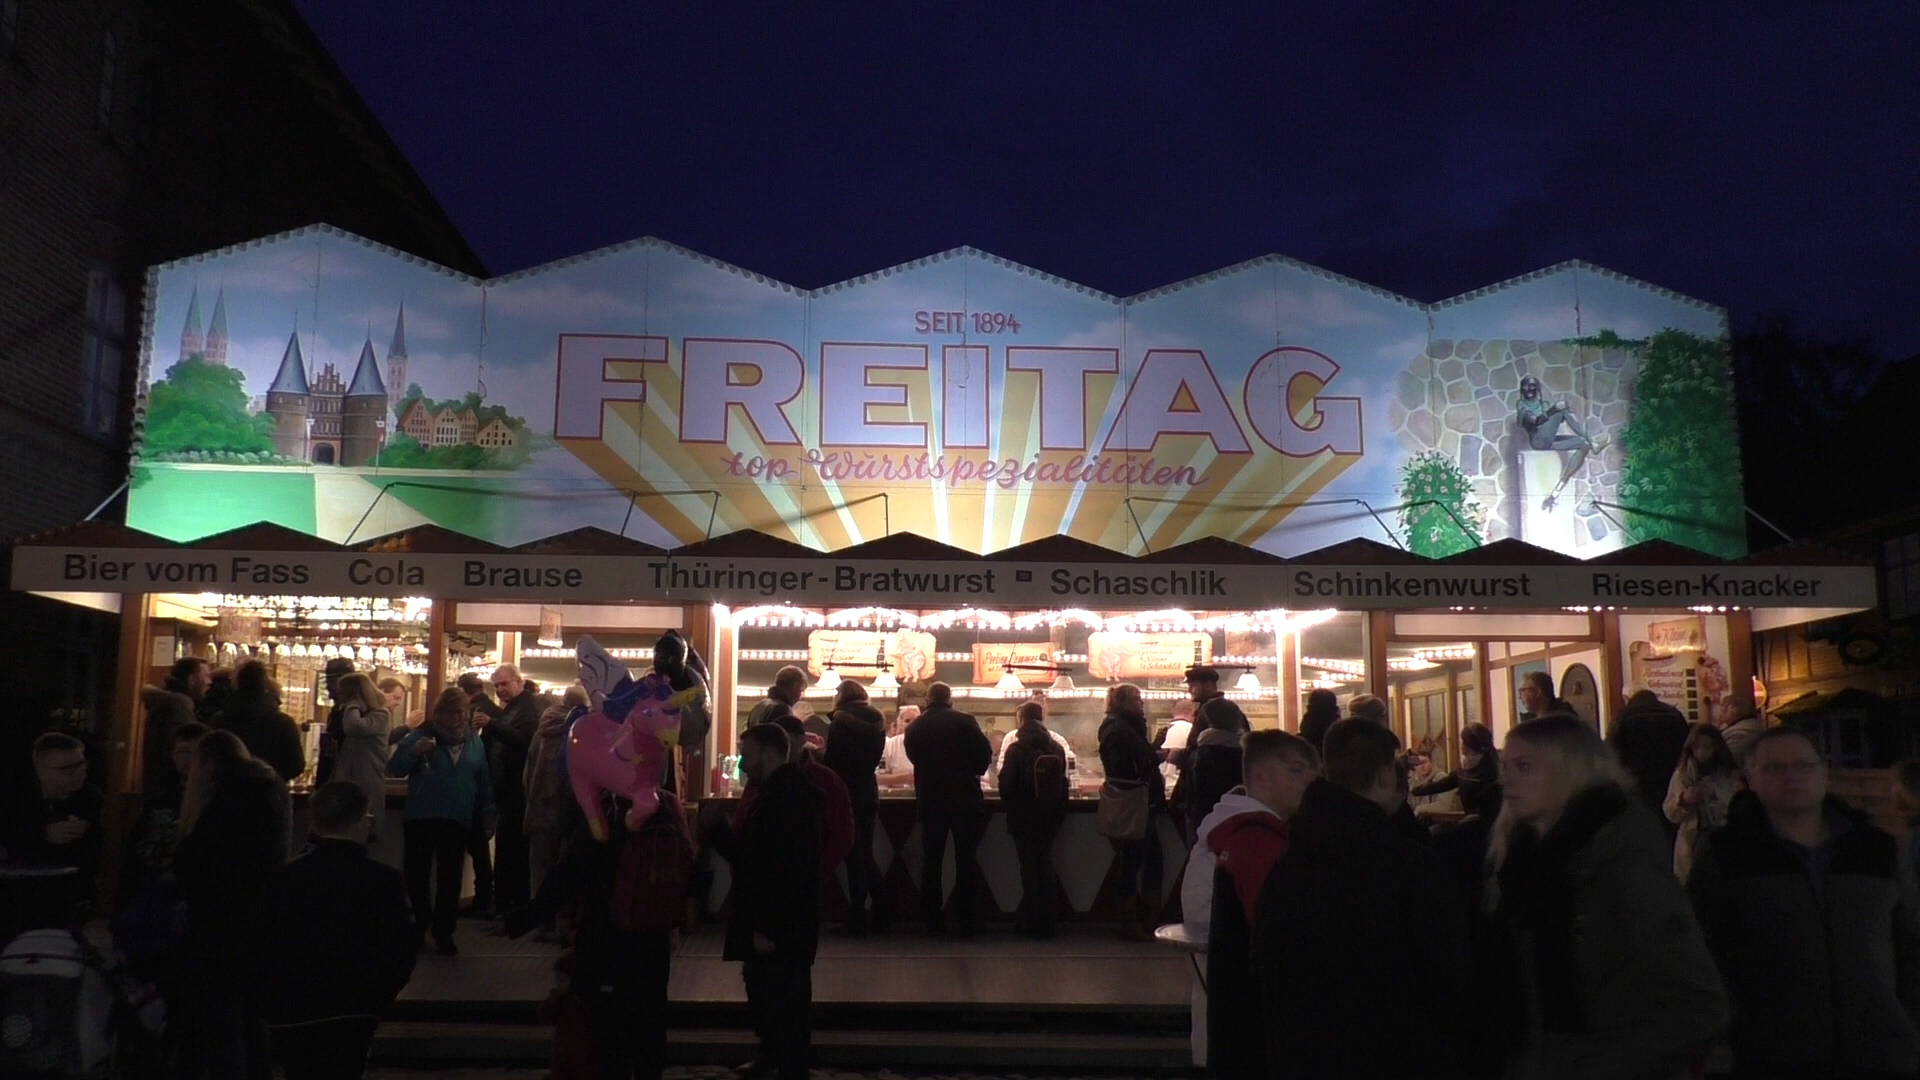 SEIT 1894
FREITAG
top Wurstspezialitäten
Bier vom Fass Cola Brause Thüringer-Bratwurst Schaschlik Schinkenwurst Riesen-Knacker